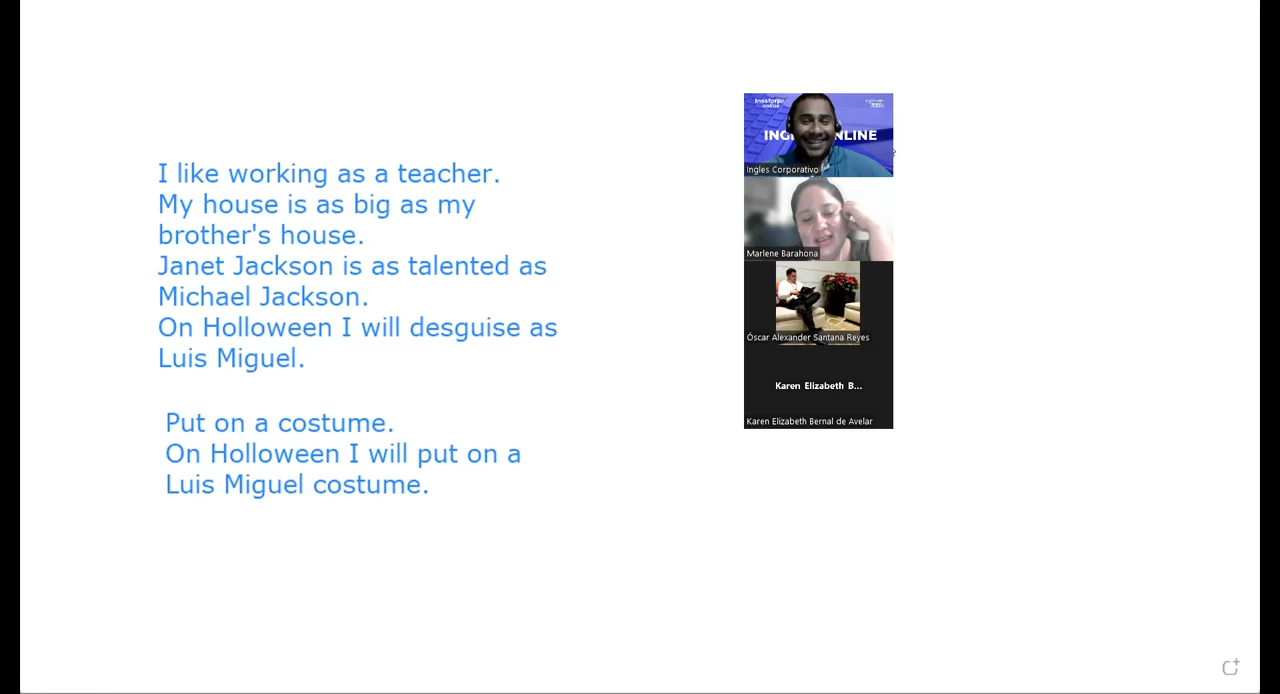 I like working as a teacher.
My house is as big as my
brother's house.
Janet Jackson is as talented as
Michael Jackson.
On Holloween I will desguise as
Luis Miguel.
Put on a costume.
On Holloween I will put on a
Luis Miguel costume.
online
Ingles Corporativo
Marlene Barahona
Óscar Alexander Santana Reyes
Karen Elizabeth B...
Karen Elizabeth Bernal de Avelar